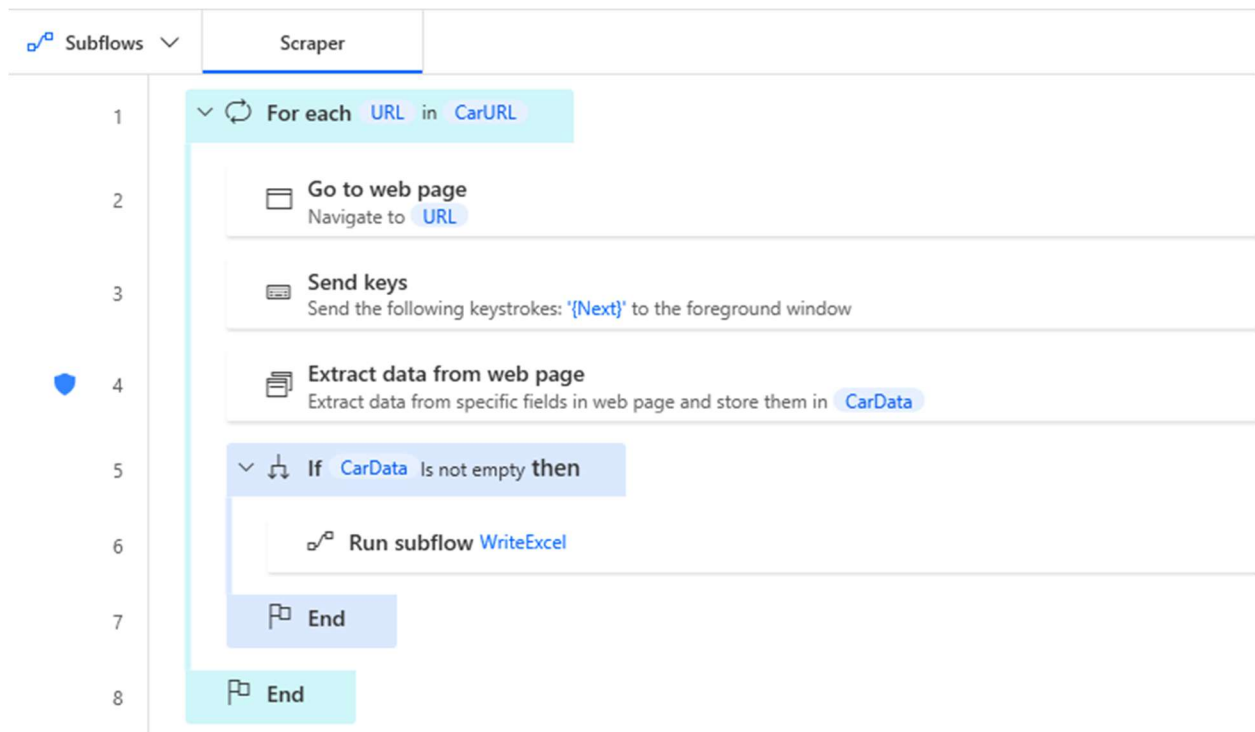 Subflows Scraper
1 For each URL in CarURL
2 Go to web page
Navigate to URL
3 Send keys
Send the following keystrokes: '{Next}' to the foreground window
4 Extract data from web page
Extract data from specific fields in web page and store them in CarData
5 If CarData Is not empty then
6 Run subflow WriteExcel
7 End
8 End